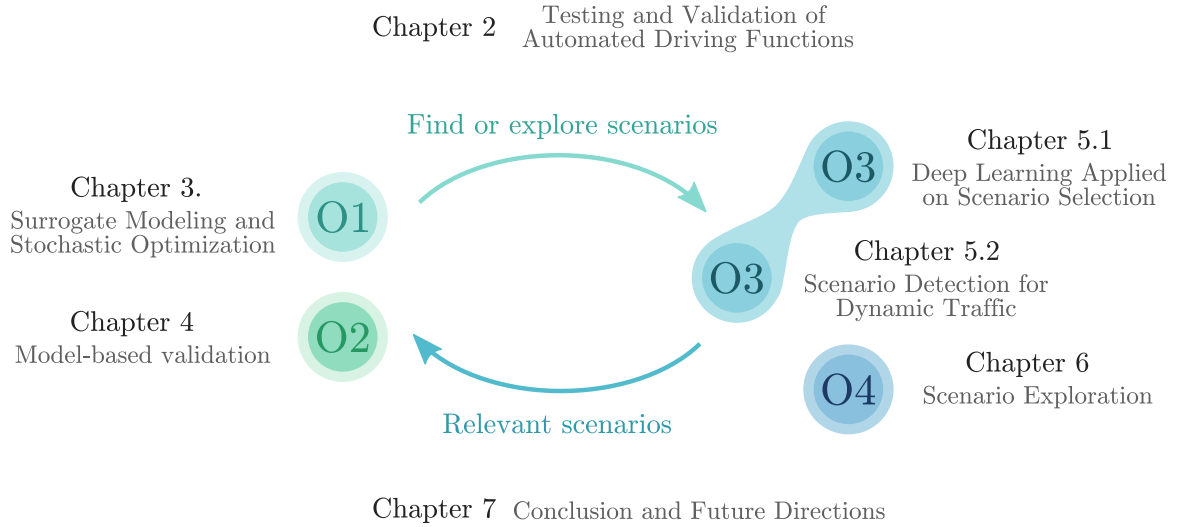 Chapter 2
Testing and Validation of
Automated Driving Functions
Find or explore scenarios
Chapter 3.
Surrogate Modeling and
Stochastic Optimization
O1
O3
Chapter 5.1
Deep Learning Applied
on Scenario Selection
O3
Chapter 5.2
Scenario Detection for
Dynamic Traffic
Chapter 4
Model-based validation
O2
O4
Chapter 6
Scenario Exploration
Relevant scenarios
Chapter 7
Conclusion and Future Directions